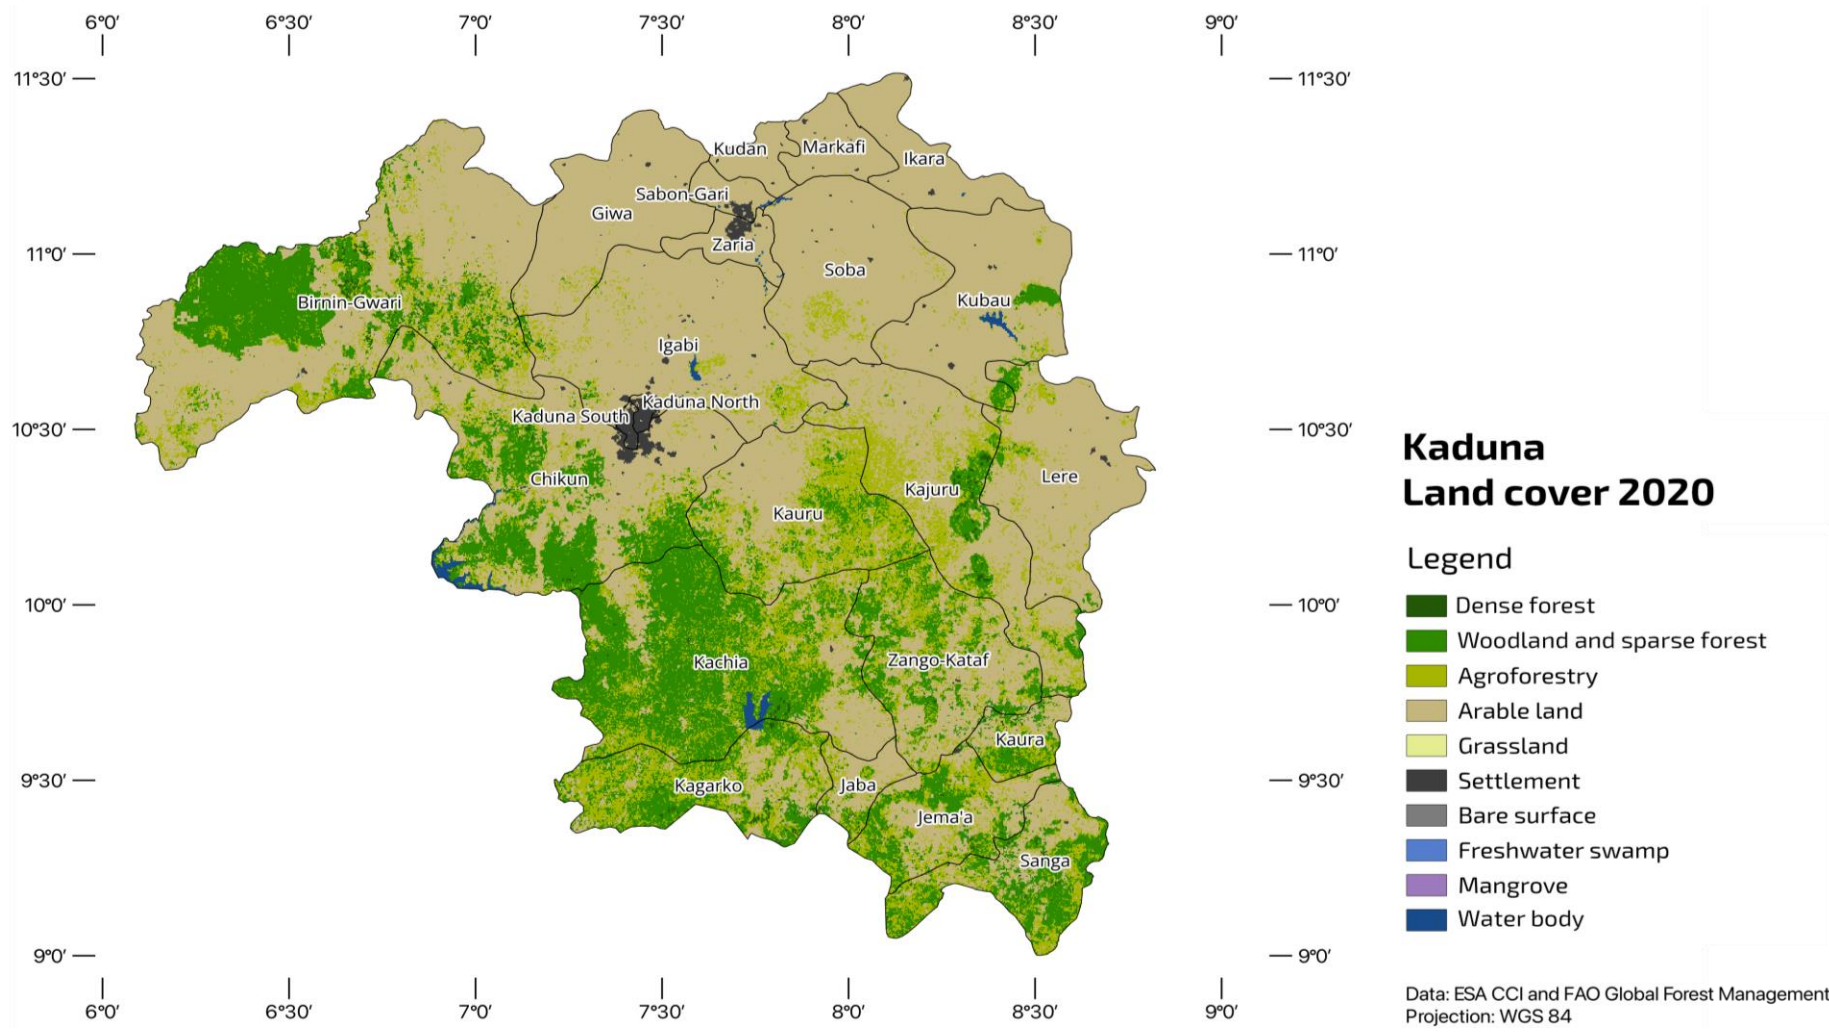 6°0′ 6°30′ 7°0′ 7°30′ 8°0′ 8°30′ 9°0′
11°30′ 11°30′
Kudan Markafi Ikara
Sabon-Gari
Giwa
Zaria
11°0′ 11°0′
Soba
Birnin-Gwari Kubau
Igabi
Kaduna South Kaduna North
10°30′ 10°30′
Chikun Kajuru Lere
Kauru
10°0′ 10°0′
Kachia Zango-Kataf
Kaura
9°30′ Kagarko Jaba 9°30′
Jema'a
Sanga
9°0′ 9°0′
6°0′ 6°30′ 7°0′ 7°30′ 8°0′ 8°30′ 9°0′
Kaduna
Land cover 2020
Legend
Dense forest
Woodland and sparse forest
Agroforestry
Arable land
Grassland
Settlement
Bare surface
Freshwater swamp
Mangrove
Water body
Data: ESA CCI and FAO Global Forest Management
Projection: WGS 84